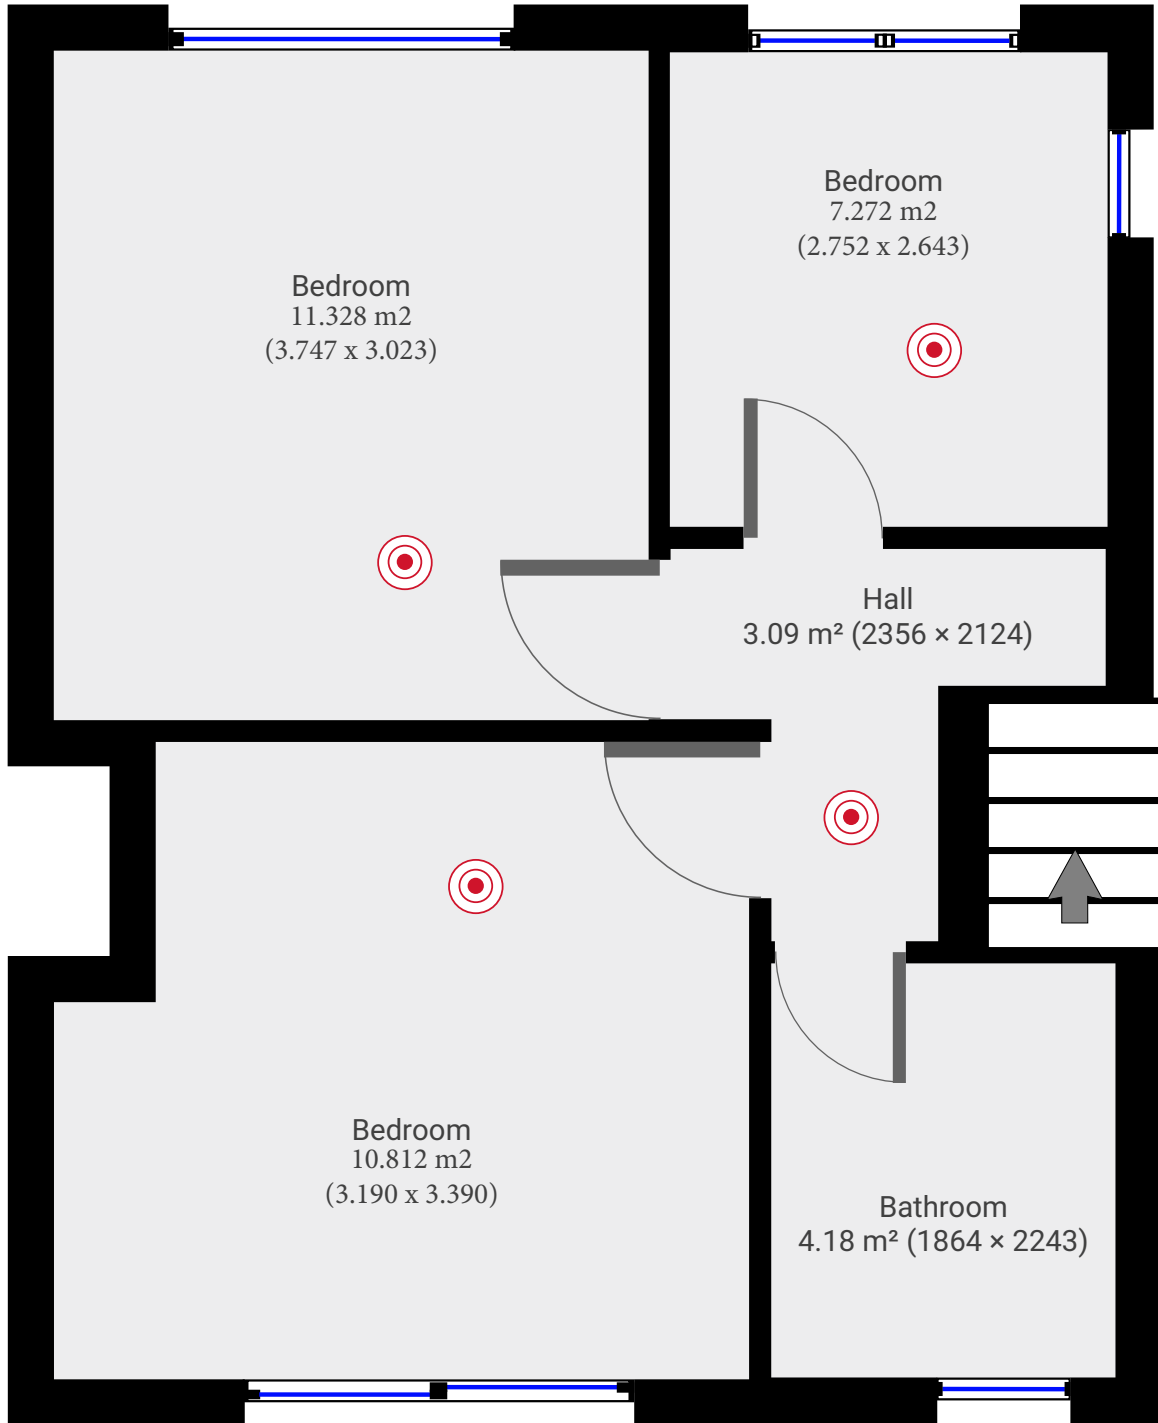 Bedroom
7.272 m2
(2.752 x 2.643)
Bedroom
11.328 m2
(3.747 x 3.023)
Hall
3.09 m² (2356 × 2124)
Bedroom
10.812 m2
(3.190 x 3.390)
Bathroom
4.18 m² (1864 × 2243)